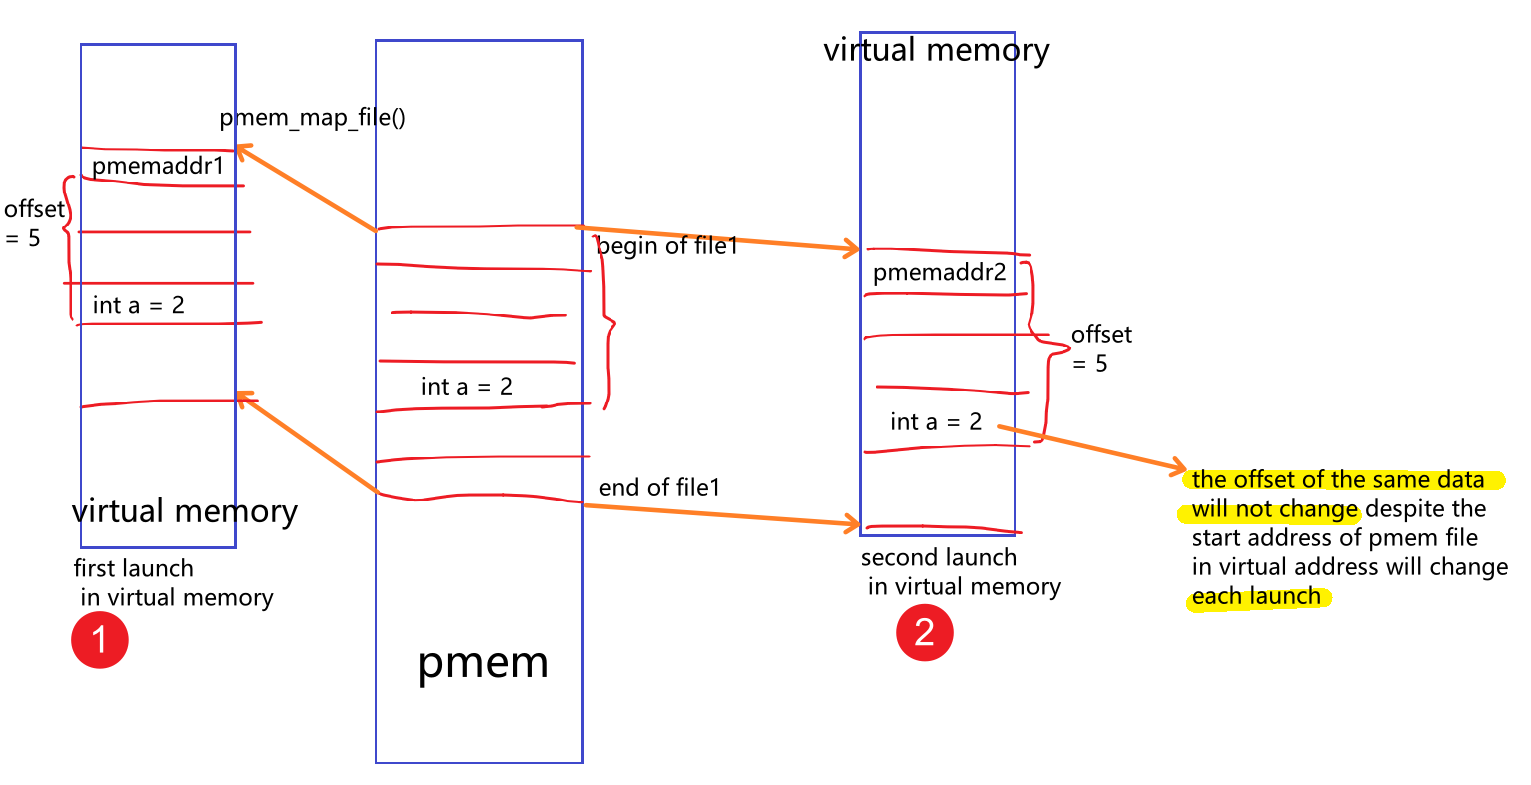 virtual memory
pmem_map_file()
pmemaddr1
offset
= 5
begin of file1
pmemaddr2
int a = 2
offset
= 5
int a = 2
int a = 2
the offset of the same data
will not change despite the
start address of pmem file
in virtual address will change
each launch
end of file1
virtual memory
first launch
in virtual memory
1
second launch
in virtual memory
2
pmem